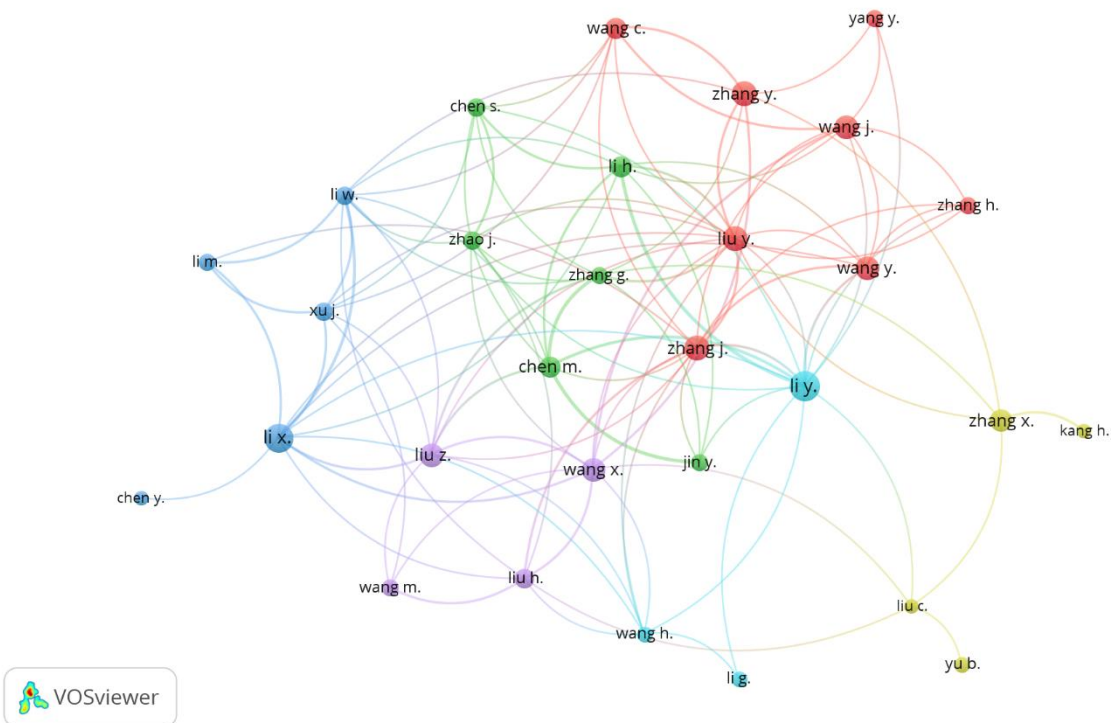 yang y.
wang c.
zhang y.
chen s.
wang j.
li h.
li w.
zhang h.
zhao j.
liu y.
li m.
zhang g.
wang y.
xu j.
zhang j.
chen m.
li y.
zhang x.
kang h.
li x.
liu z.
jin y.
wang x.
chen y.
liu h.
wang m.
liu c.
wang h.
yu b.
li g.
VOSviewer